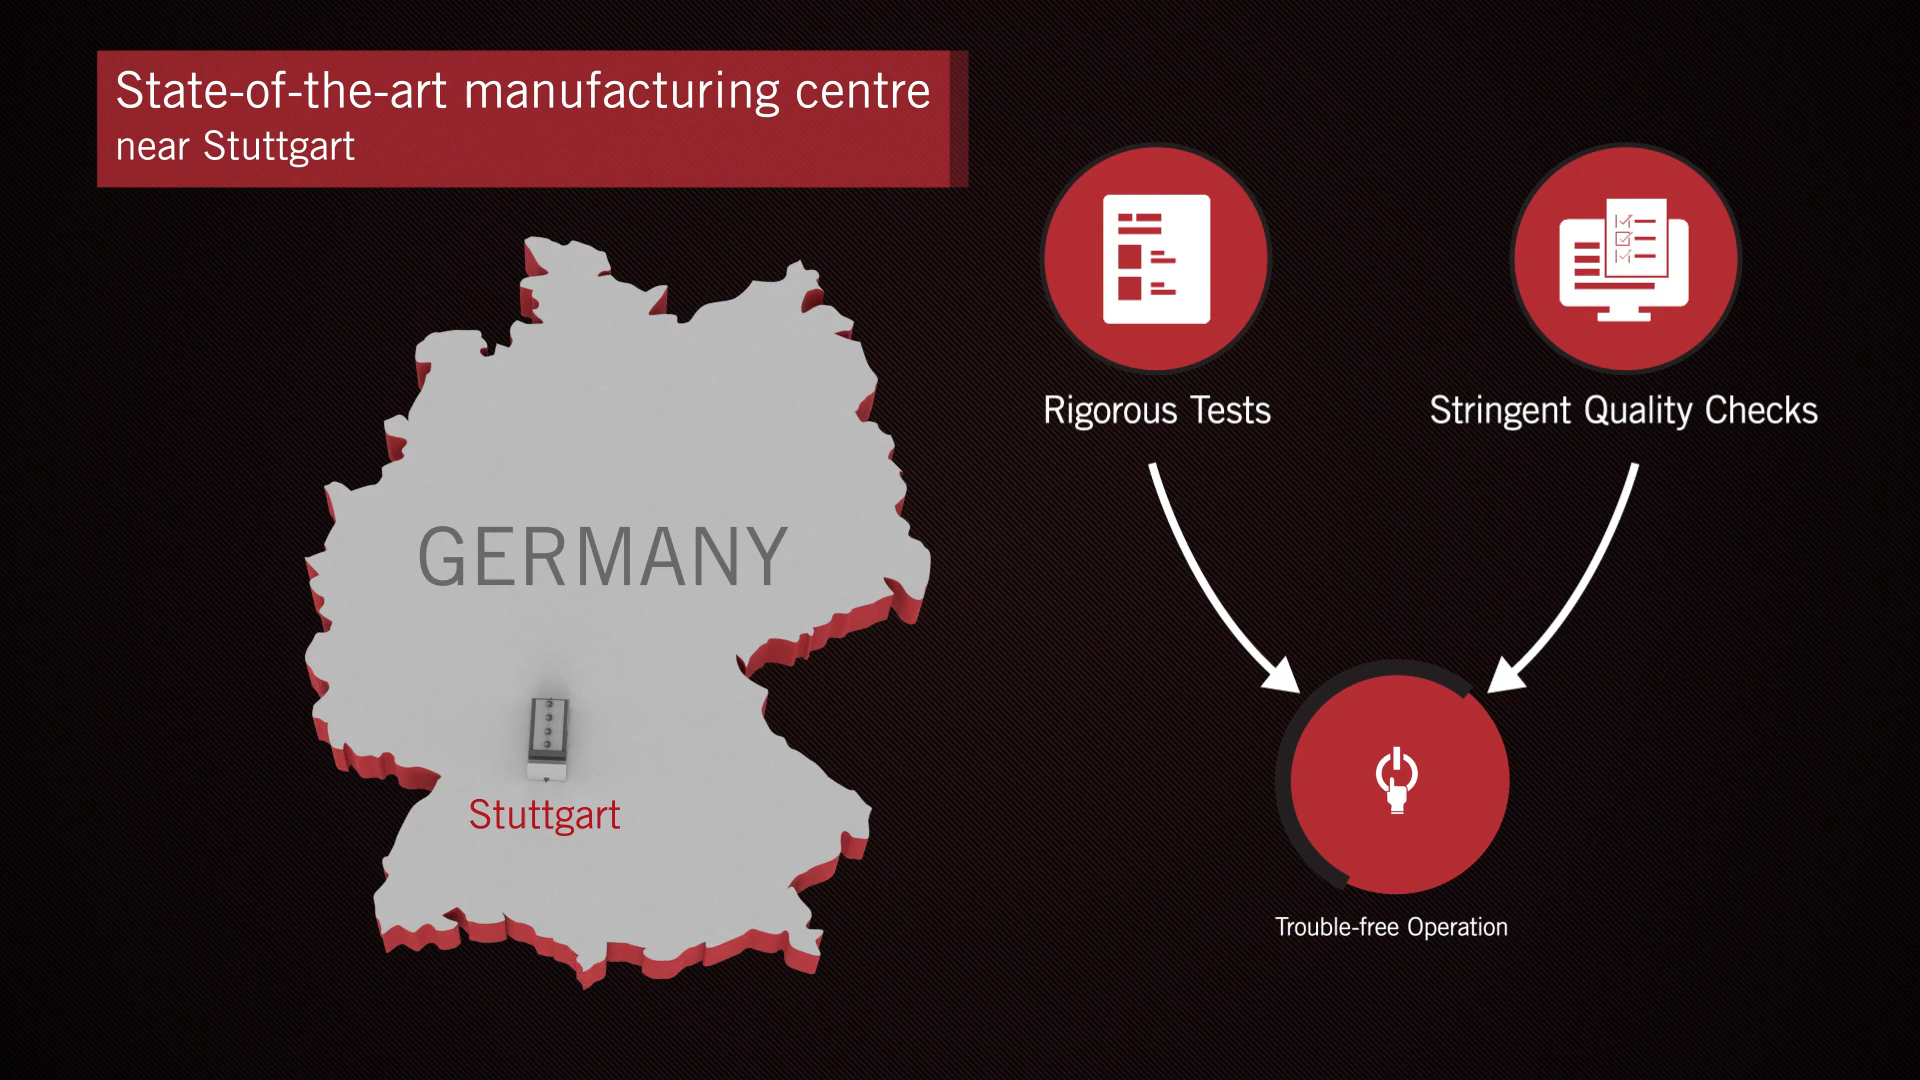 State-of-the-art manufacturing centre
near Stuttgart
Rigorous Tests
Stringent Quality Checks
GERMANY
Stuttgart
Trouble-free Operation